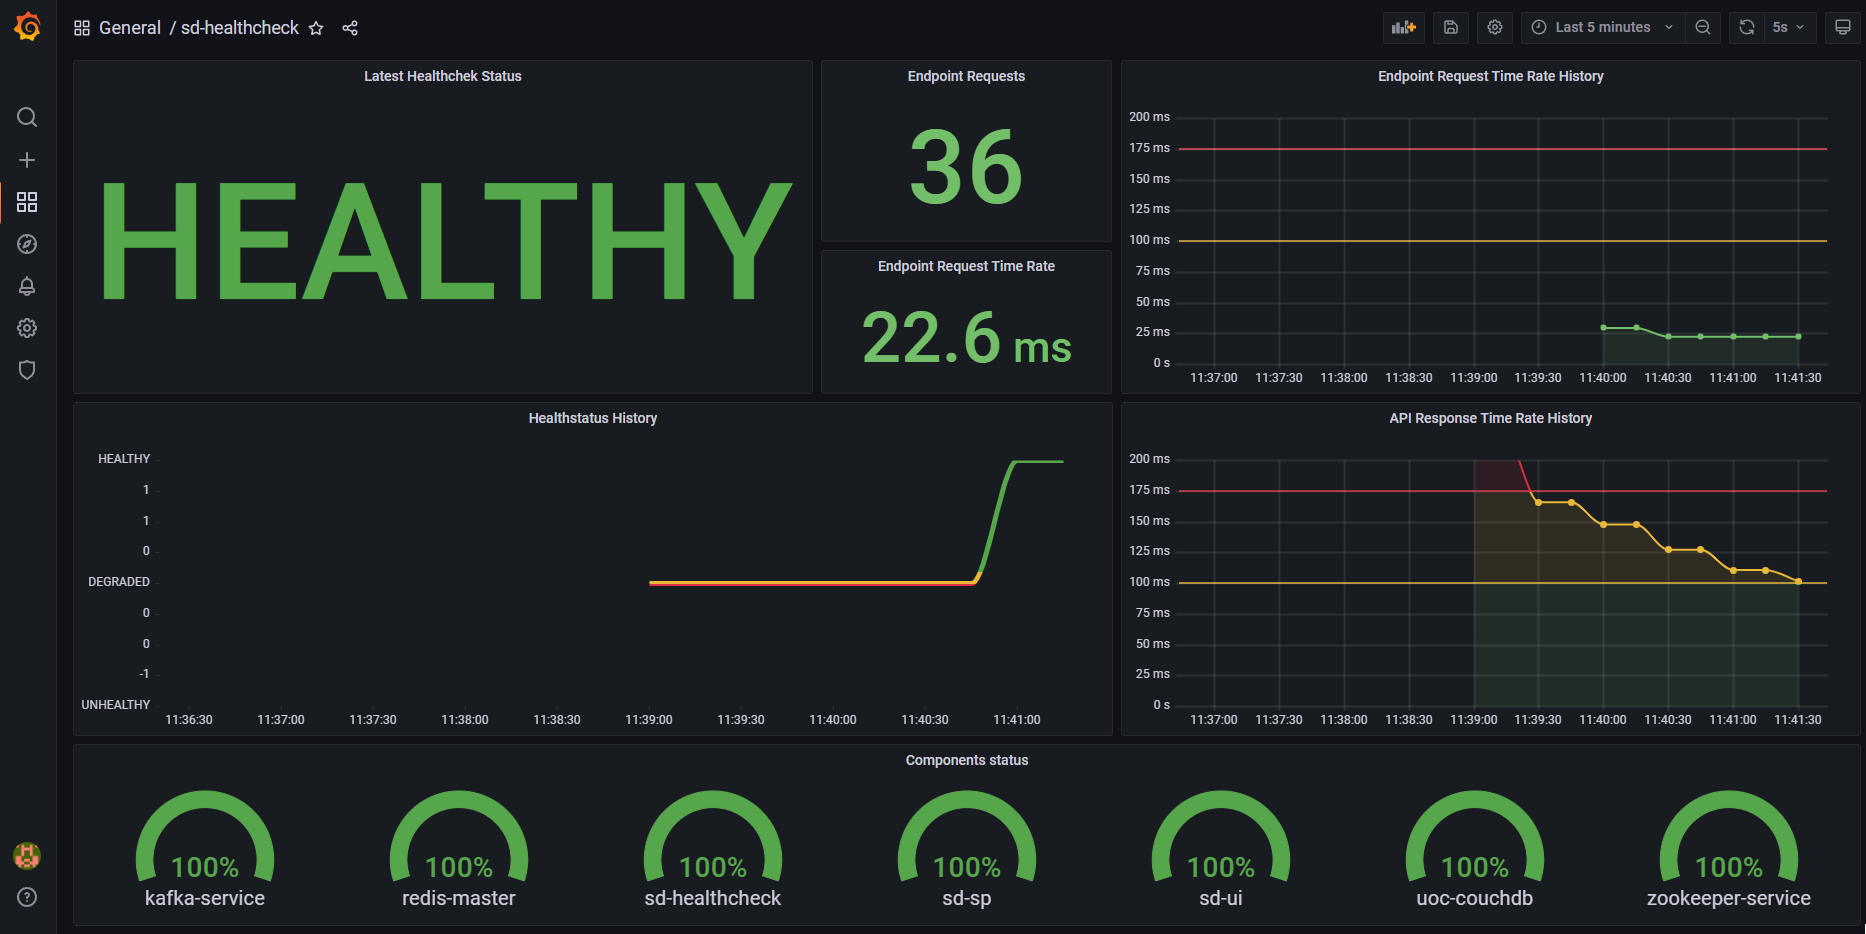 General / sd-healthcheck
Last 5 minutes
5s
Latest Healthchek Status
HEALTHY
Endpoint Requests
36
Endpoint Request Time Rate
22.6 ms
Endpoint Request Time Rate History
200 ms
175 ms
150 ms
125 ms
100 ms
75 ms
50 ms
25 ms
0 s
11:37:00 11:37:30 11:38:00 11:38:30 11:39:00 11:39:30 11:40:00 11:40:30 11:41:00 11:41:30
Healthstatus History
HEALTHY
1
1
0
DEGRADED
0
0
-1
UNHEALTHY
11:36:30 11:37:00 11:37:30 11:38:00 11:38:30 11:39:00 11:39:30 11:40:00 11:40:30 11:41:00
API Response Time Rate History
200 ms
175 ms
150 ms
125 ms
100 ms
75 ms
50 ms
25 ms
0 s
11:37:00 11:37:30 11:38:00 11:38:30 11:39:00 11:39:30 11:40:00 11:40:30 11:41:00 11:41:30
Components status
100% 100% 100% 100% 100% 100% 100%
kafka-service redis-master sd-healthcheck sd-sp sd-ui uoc-couchdb zookeeper-service